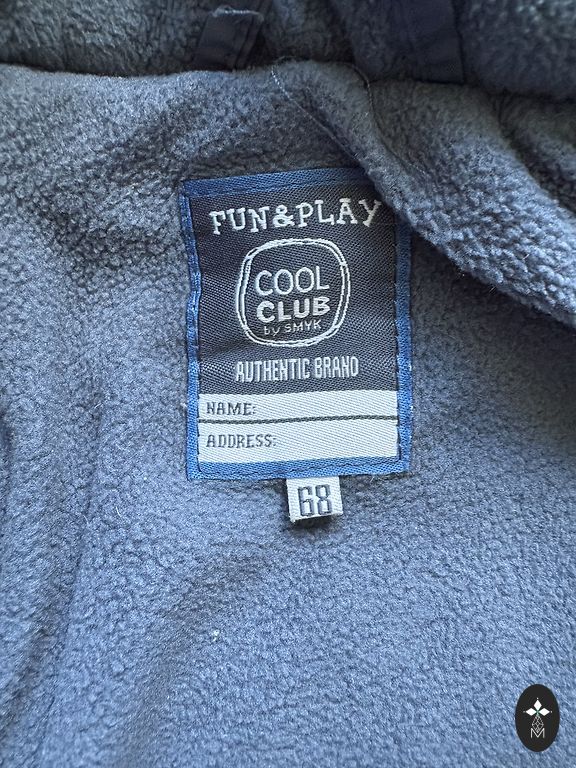 FUN&PLAY
COOL
CLUB
by SMYK
AUTHENTIC BRAND
NAME:
ADDRESS:
68
M